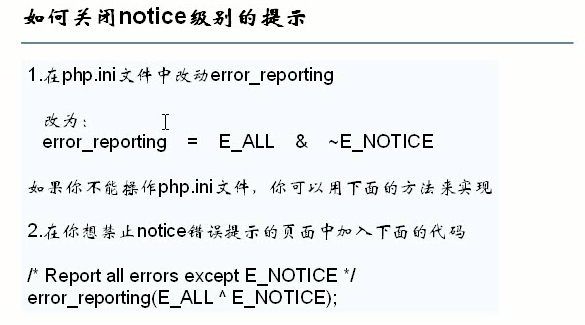 如何关闭notice级别的提示
1.在php.ini文件中改动error_reporting
改为：
error_reporting = E_ALL & ~E_NOTICE
如果你不能操作php.ini文件，你可以用下面的方法来实现
2.在你想禁止notice错误提示的页面中加入下面的代码
/* Report all errors except E_NOTICE */
error_reporting(E_ALL ^ E_NOTICE);